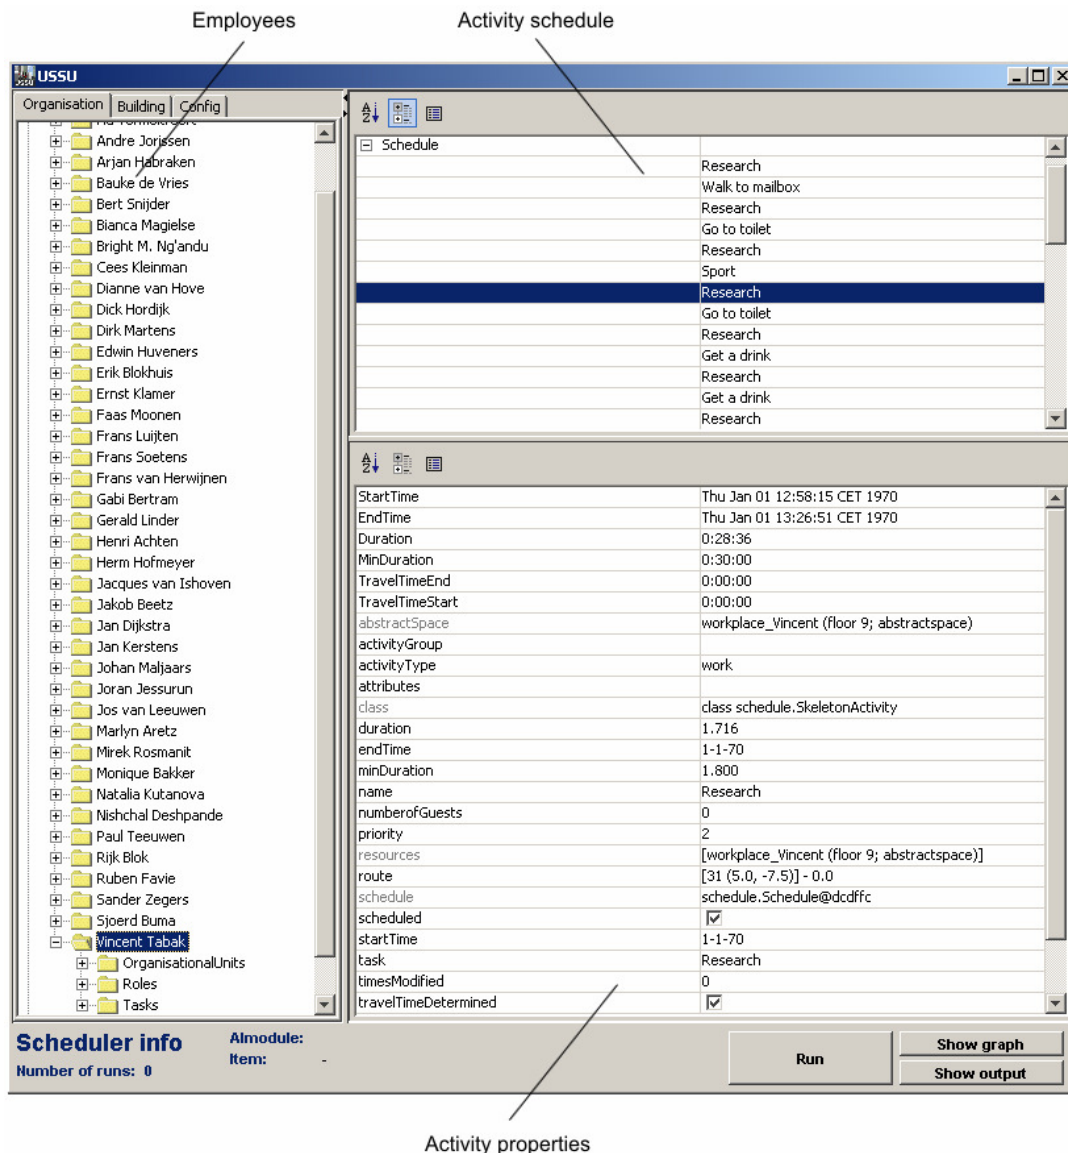 Employees
Activity schedule
USSU
Organisation
Building
Config
Andre Jorissen
Arjan Habraken
Bauke de Vries
Bert Snijder
Bianca Magielse
Bright M. Ng'andu
Cees Kleinman
Dianne van Hove
Dick Hordijk
Dirk Martens
Edwin Huveners
Erik Blokhuis
Ernst Klamer
Faas Moonen
Frans Luijten
Frans Soetens
Frans van Herwijnen
Gabi Bertram
Gerald Linder
Henri Achten
Herm Hofmeyer
Jacques van Ishoven
Jakob Beetz
Jan Dijkstra
Jan Kerstens
Johan Maljaars
Joran Jessurun
Jos van Leeuwen
Marlyn Aretz
Mirek Rosmanit
Monique Bakker
Natalia Kutanova
Nishchal Deshpande
Paul Teeuwen
Rijk Blok
Ruben Favie
Sander Zegers
Sjoerd Buma
Vincent Tabak
OrganisationalUnits
Roles
Tasks
Schedule
Research
Walk to mailbox
Research
Go to toilet
Research
Sport
Research
Go to toilet
Research
Get a drink
Research
Get a drink
Research
StartTime Thu Jan 01 12:58:15 CET 1970
EndTime Thu Jan 01 13:26:51 CET 1970
Duration 0:28:36
MinDuration 0:30:00
TravelTimeEnd 0:00:00
TravelTimeStart 0:00:00
abstractSpace workplace_Vincent (floor 9; abstractspace)
activityGroup
activityType work
attributes
class class schedule.SkeletonActivity
duration 1.716
endTime 1-1-70
minDuration 1.800
name Research
numberofGuests 0
priority 2
resources [workplace_Vincent (floor 9; abstractspace)]
route [31 (5.0, -7.5)] - 0.0
schedule schedule.Schedule@dcdffc
scheduled
startTime 1-1-70
task Research
timesModified 0
travelTimeDetermined
Scheduler info
Number of runs: 0
AImodule:
Item: -
Run
Show graph
Show output
Activity properties